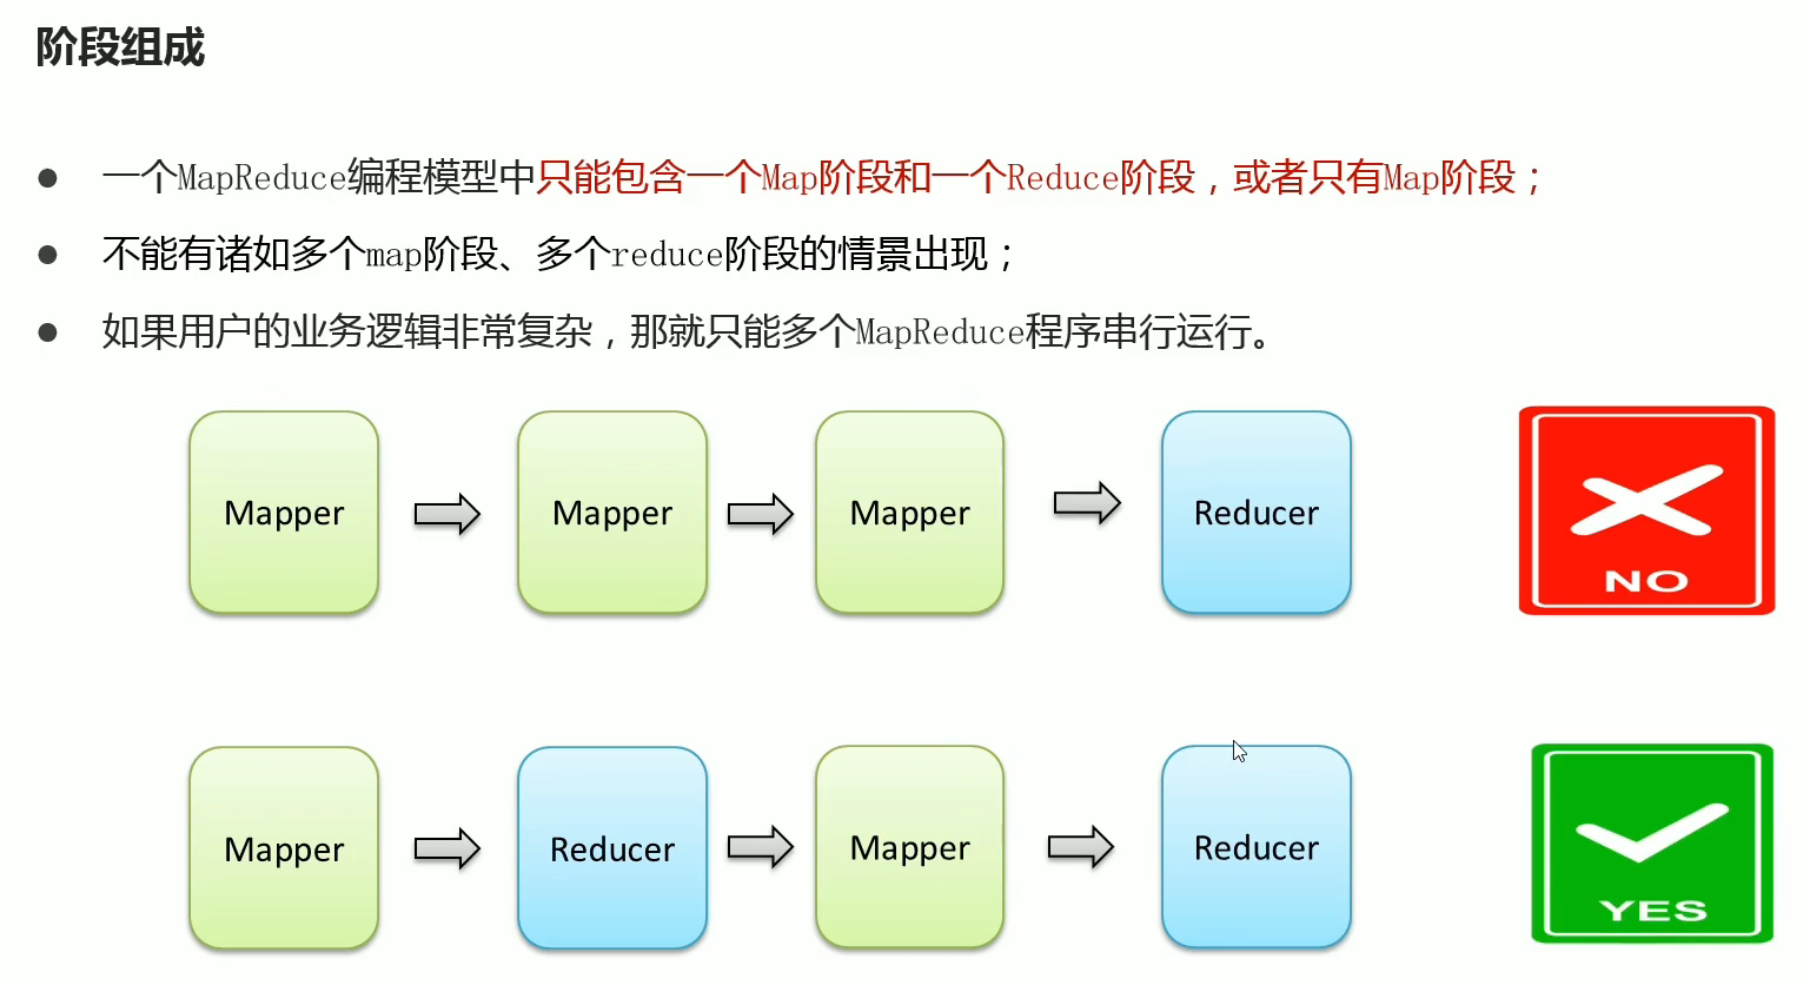 阶段组成
一个MapReduce编程模型中只能包含一个Map阶段和一个Reduce阶段，或者只有Map阶段；
不能有诸如多个map阶段、多个reduce阶段的情景出现；
如果用户的业务逻辑非常复杂，那就只能多个MapReduce程序串行运行。
Mapper
Mapper
Mapper
Reducer
NO
Mapper
Reducer
Mapper
Reducer
YES